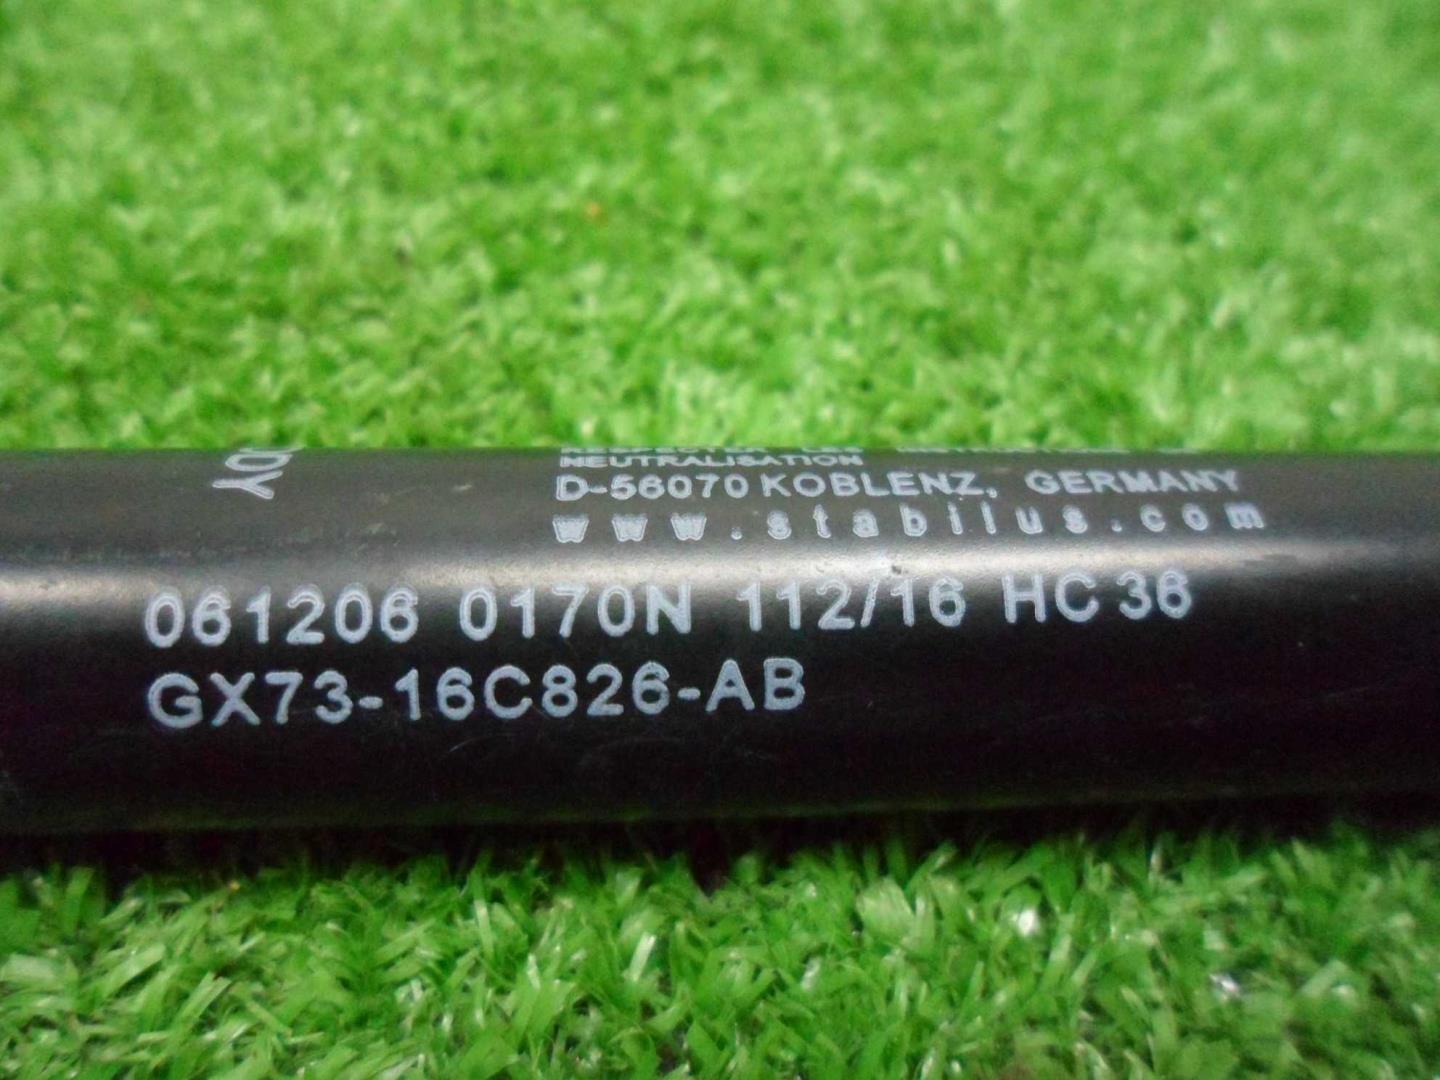 NEUTRALISATION
D-56070 KOBLENZ, GERMANY
www.stabilus.com
061206 0170N 112/16 HC 36
GX73-16C826-AB